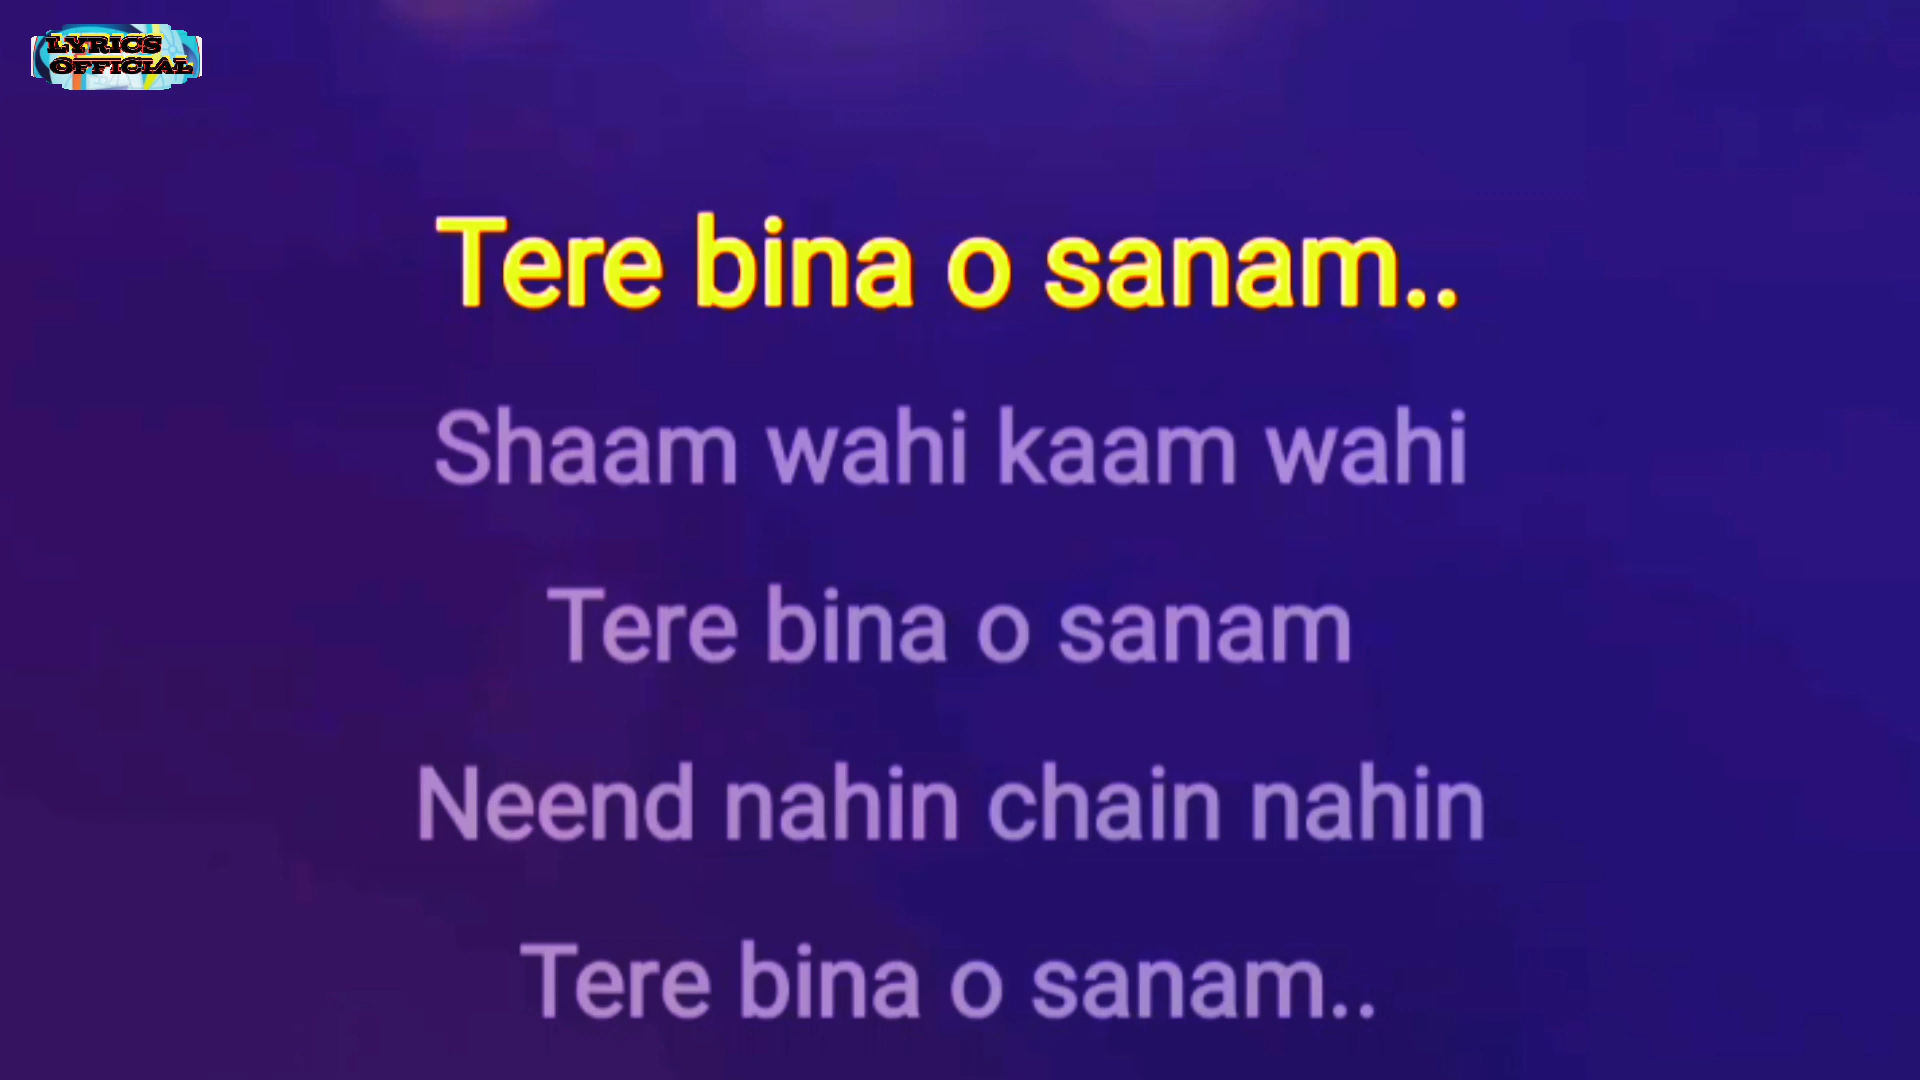 LYRICS
OFFICIAL
Tere bina o sanam..
Shaam wahi kaam wahi
Tere bina o sanam
Neend nahin chain nahin
Tere bina o sanam..